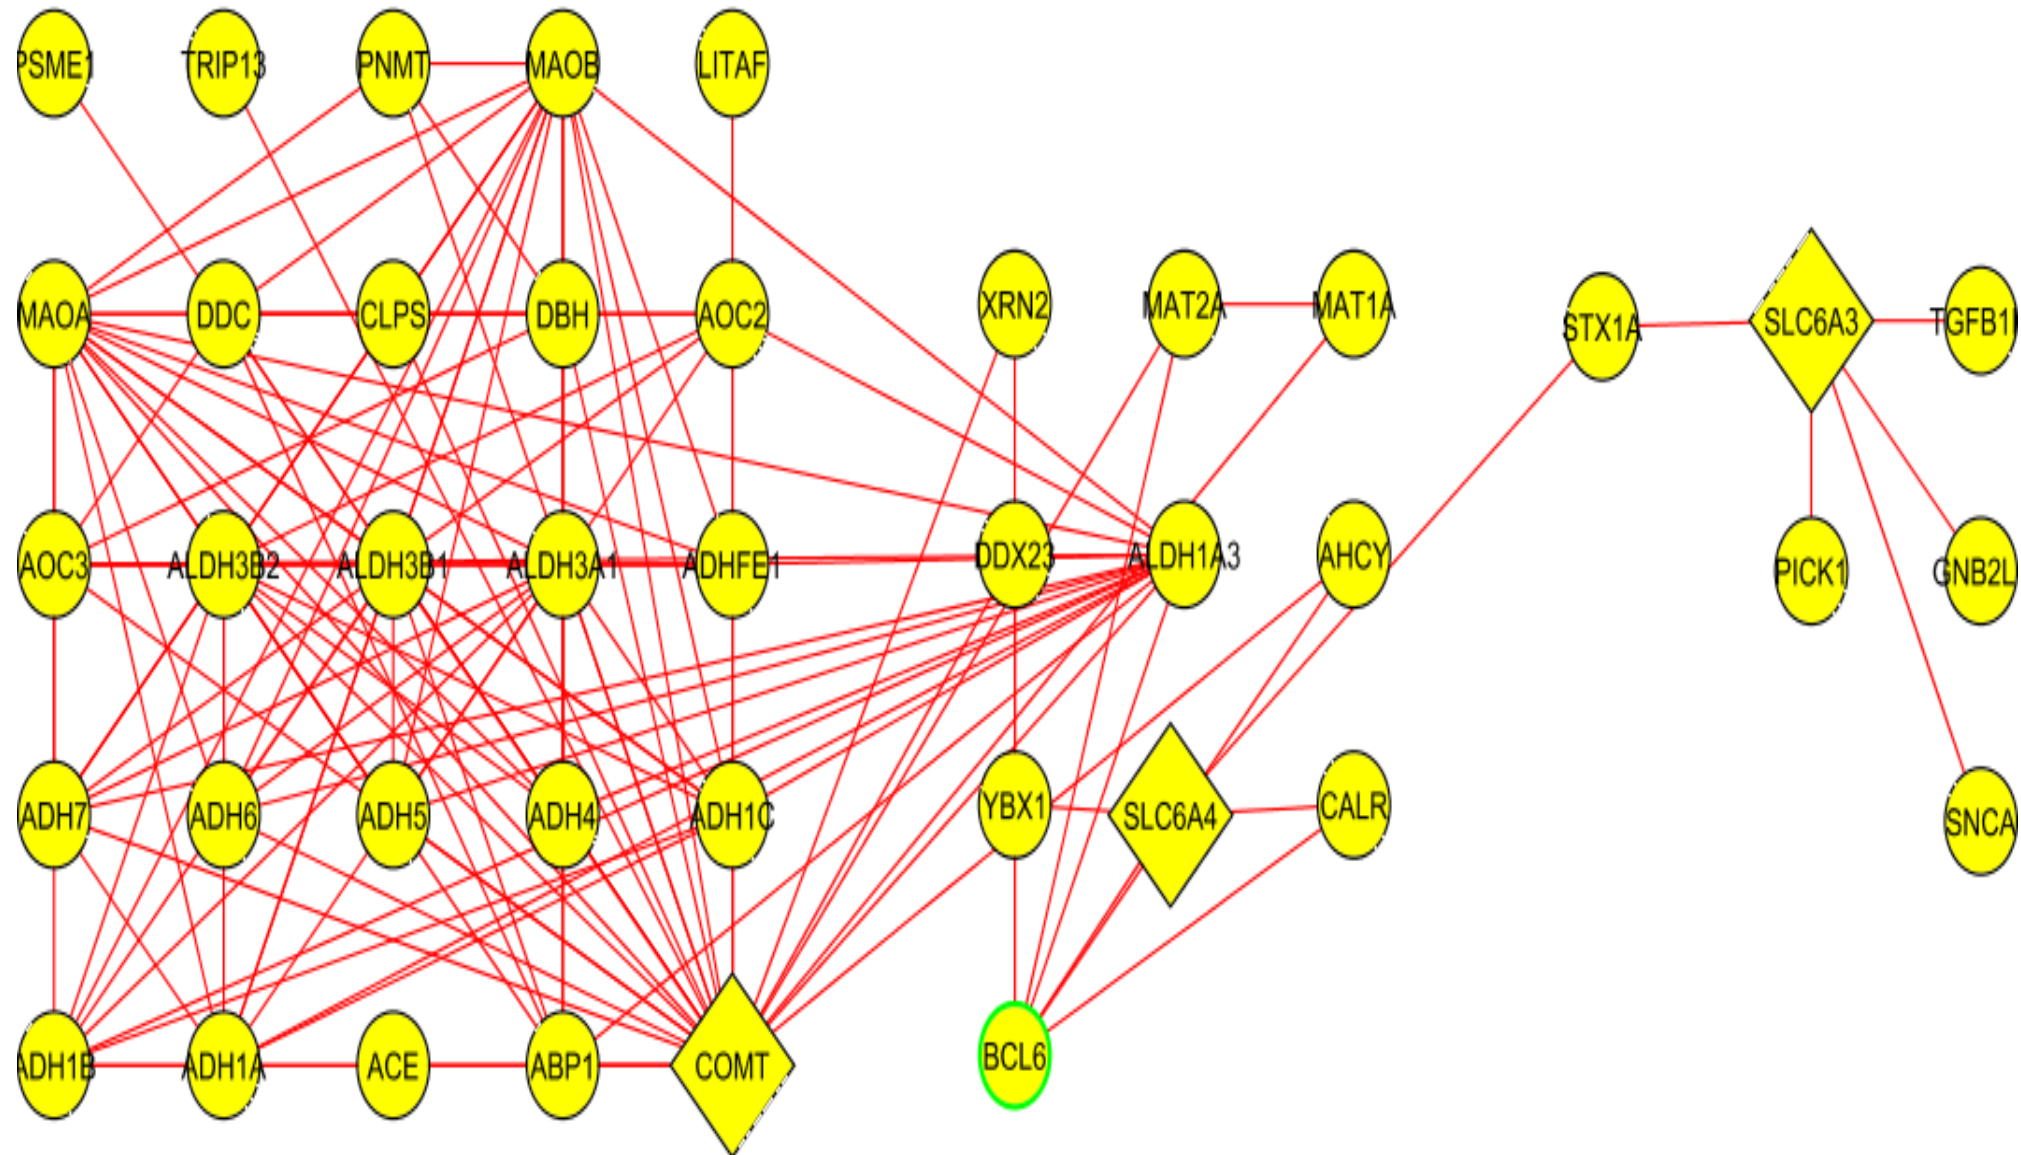 PSME1
TRIP13
PNMT
MAOB
LITAF
MAOA
DDC
CLPS
DBH
AOC2
XRN2
MAT2A
MAT1A
STX1A
SLC6A3
TGFB1I
AOC3
ALDH3B2
ALDH3B1
ALDH3A1
ADHFE1
DDX23
ALDH1A3
AHCY
PICK1
GNB2L
ADH7
ADH6
ADH5
ADH4
ADH1C
YBX1
SLC6A4
CALR
SNCA
ADH1B
ADH1A
ACE
ABP1
COMT
BCL6